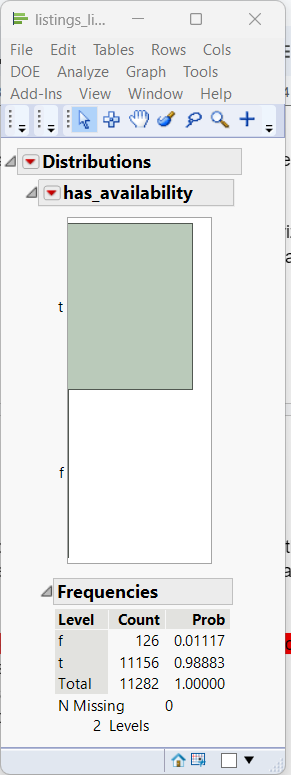 listings_li...
File Edit Tables Rows Cols
DOE Analyze Graph Tools
Add-Ins View Window Help
Distributions
has_availability
t
f
Frequencies
Level Count Prob
f 126 0.01117
t 11156 0.98883
Total 11282 1.00000
N Missing 0
2 Levels